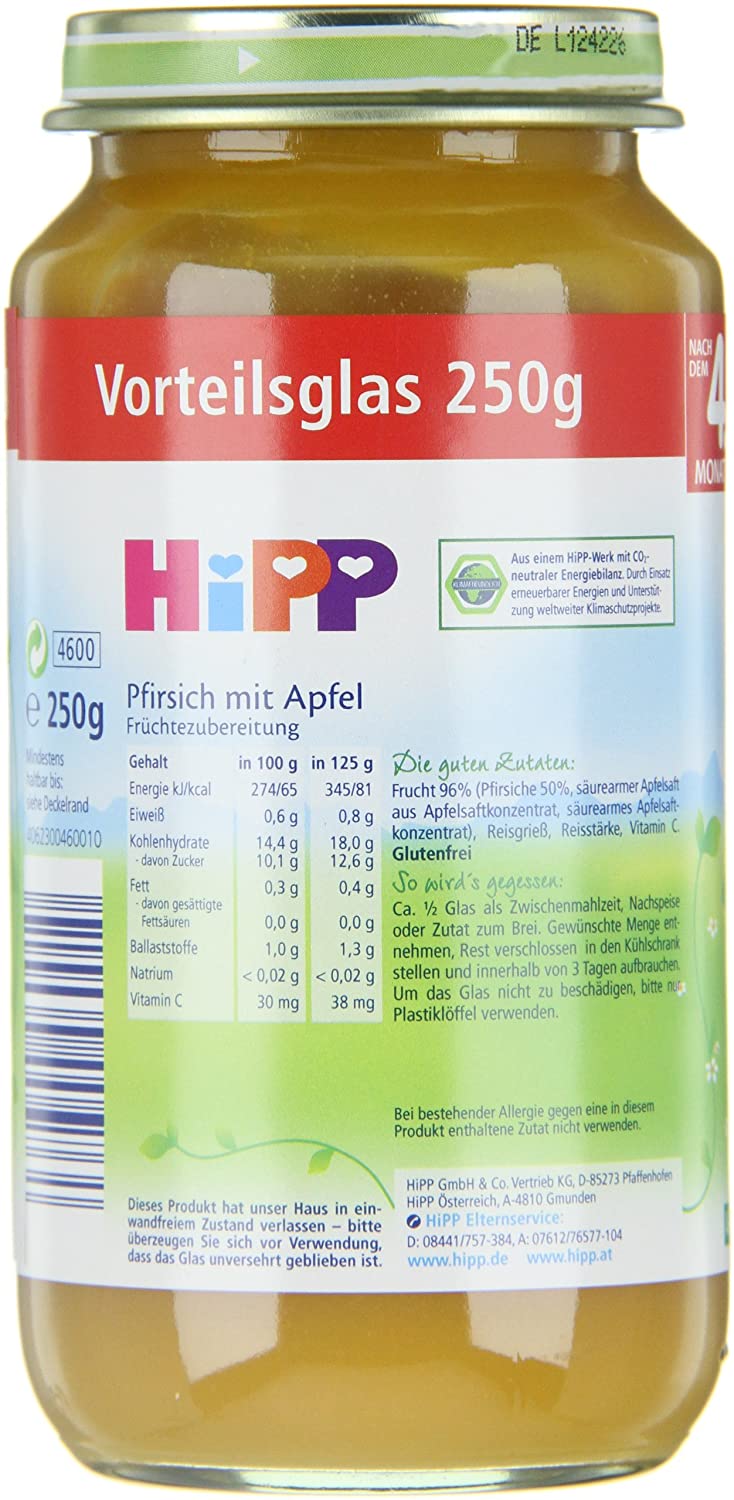 DE L124226
Vorteilsglas 250g
NACH
DEM 4
MONAT
HiPP
KLIMAFREUNDLICH
Aus einem HiPP-Werk mit CO₂-
neutraler Energiebilanz. Durch Einsatz
erneuerbarer Energien und Unterstüt-
zung weltweiter Klimaschutzprojekte.
4600
e 250g
Mindestens
haltbar bis:
siehe Deckelrand
4062300460010
Pfirsich mit Apfel
Früchtezubereitung
Gehalt in 100 g in 125 g
Energie kJ/kcal 274/65 345/81
Eiweiß 0,6 g 0,8 g
Kohlenhydrate 14,4 g 18,0 g
- davon Zucker 10,1 g 12,6 g
Fett 0,3 g 0,4 g
- davon gesättigte
Fettsäuren 0,0 g 0,0 g
Ballaststoffe 1,0 g 1,3 g
Natrium < 0,02 g < 0,02 g
Vitamin C 30 mg 38 mg
Die guten Zutaten:
Frucht 96% (Pfirsiche 50%, säurearmer Apfelsaft
aus Apfelsaftkonzentrat, säurearmes Apfelsaft-
konzentrat), Reisgrieß, Reisstärke, Vitamin C.
Glutenfrei
So wird's gegessen:
Ca. ½ Glas als Zwischenmahlzeit, Nachspeise
oder Zutat zum Brei. Gewünschte Menge ent-
nehmen, Rest verschlossen in den Kühlschrank
stellen und innerhalb von 3 Tagen aufbrauchen.
Um das Glas nicht zu beschädigen, bitte nur
Plastiklöffel verwenden.
Bei bestehender Allergie gegen eine in diesem
Produkt enthaltene Zutat nicht verwenden.
Dieses Produkt hat unser Haus in ein-
wandfreiem Zustand verlassen – bitte
überzeugen Sie sich vor Verwendung,
dass das Glas unversehrt geblieben ist.
HiPP GmbH & Co. Vertrieb KG, D-85273 Pfaffenhofen
HiPP Österreich, A-4810 Gmunden
HiPP Elternservice:
D: 08441/757-384, A: 07612/76577-104
www.hipp.de www.hipp.at